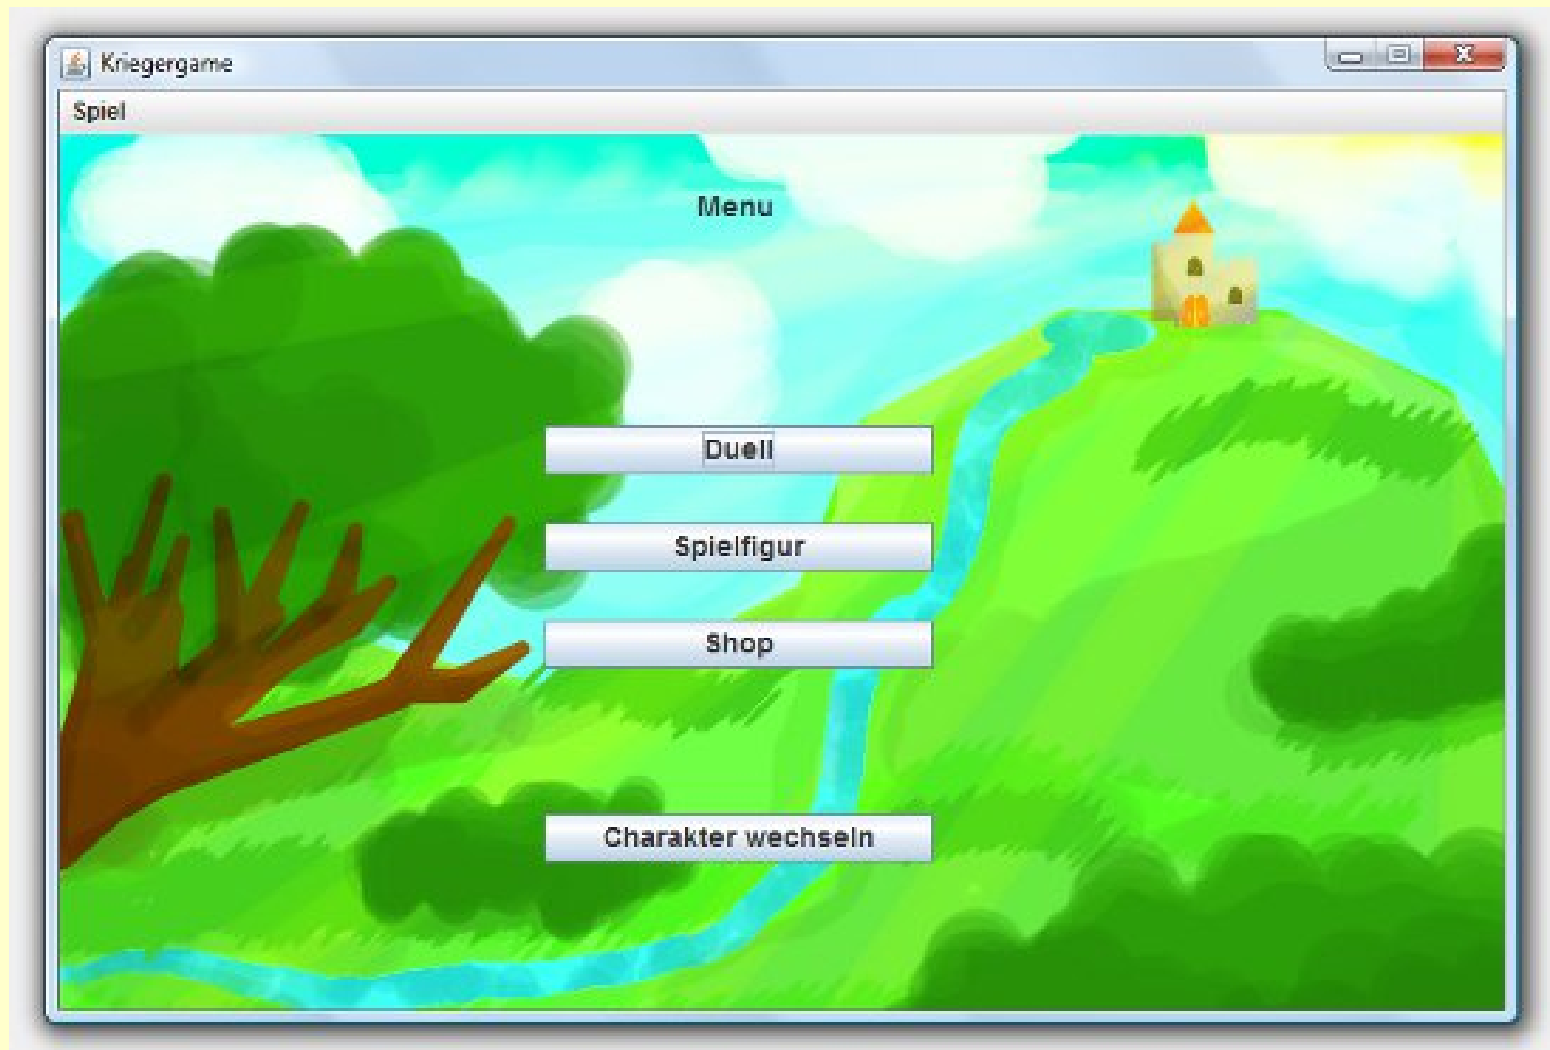 Kriegergame
Spiel
Menu
Duell
Spielfigur
Shop
Charakter wechseln